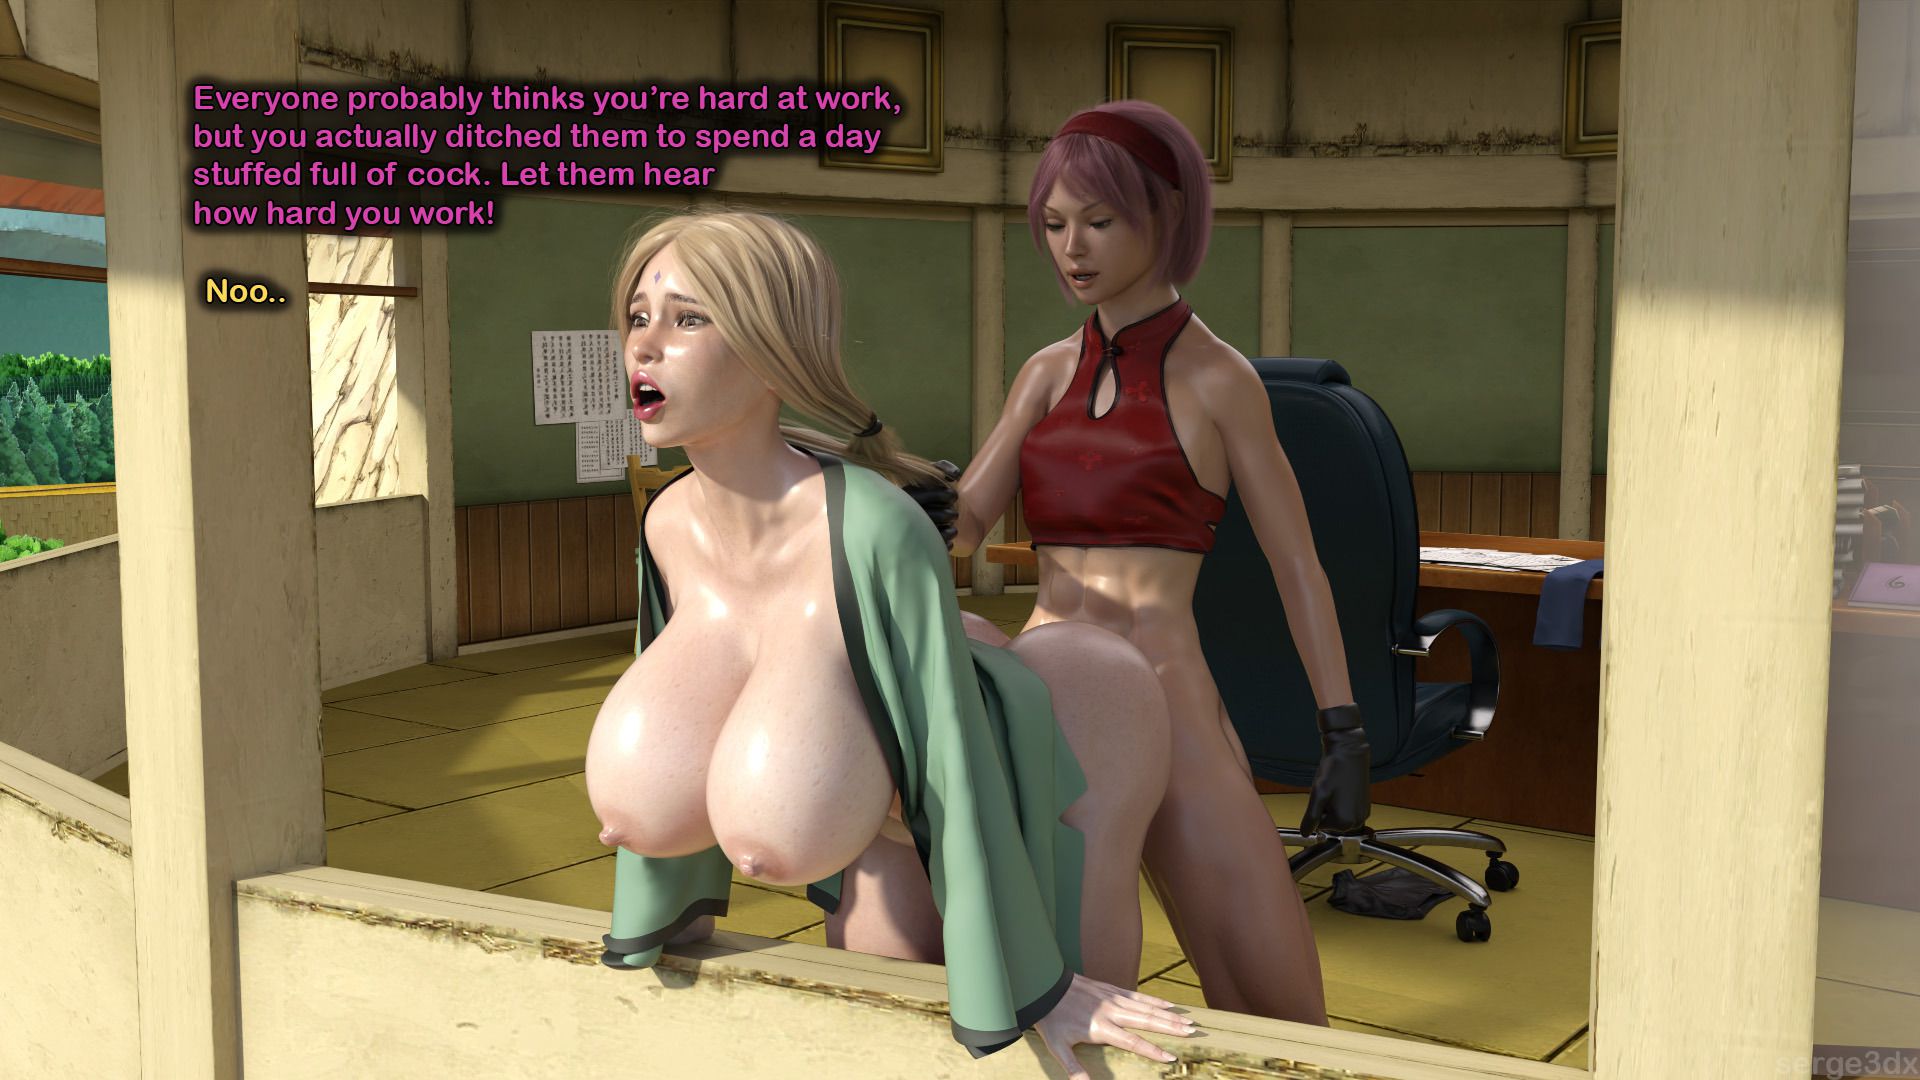 Everyone probably thinks you're hard at work,
but you actually ditched them to spend a day
stuffed full of cock. Let them hear
how hard you work!
Noo..
6
serge3dx